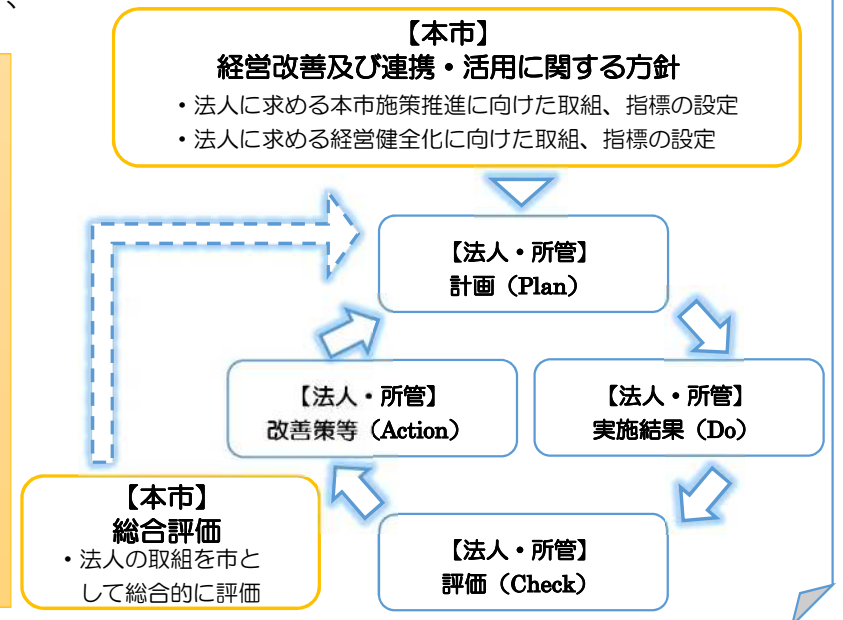 、
【本市】
経営改善及び連携・活用に関する方針
・法人に求める本市施策推進に向けた取組、指標の設定
・法人に求める経営健全化に向けた取組、指標の設定
【法人・所管】
計画（Plan）
【法人・所管】
改善策等（Action）
【法人・所管】
実施結果（Do）
【本市】
総合評価
・法人の取組を市と
して総合的に評価
【法人・所管】
評価（Check）